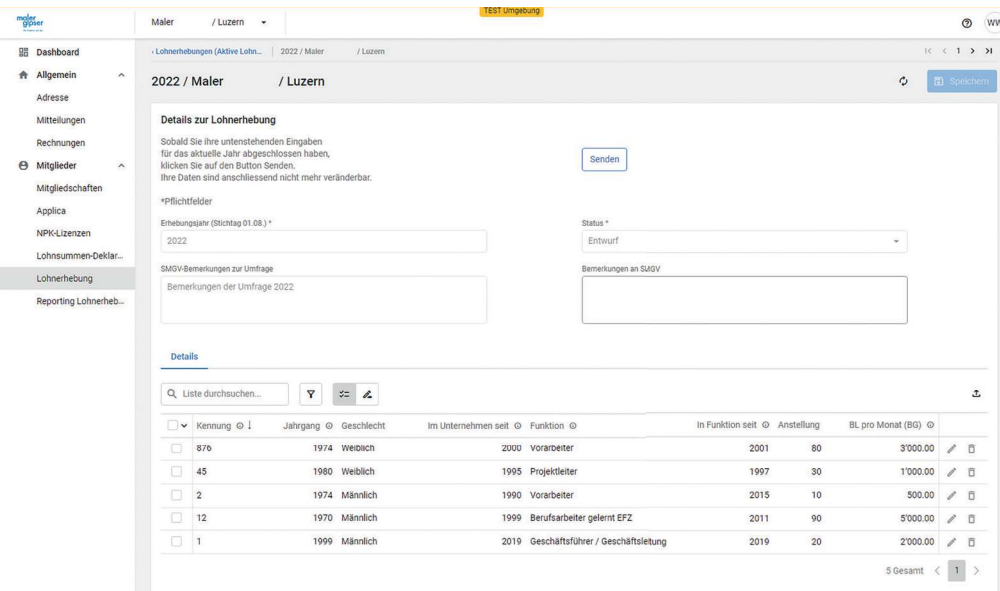 TEST Umgebung
maler
gipser
Maler / Luzern
WW
Dashboard
Allgemein
Adresse
Mitteilungen
Rechnungen
Mitglieder
Mitgliedschaften
Applica
NPK-Lizenzen
Lohnsummen-Deklar...
Lohnerhebung
Reporting Lohnerheb...
‹ Lohnerhebungen (Aktive Lohn... 2022 / Maler / Luzern
1
2022 / Maler / Luzern
Speichern
Details zur Lohnerhebung
Sobald Sie ihre untenstehenden Eingaben
für das aktuelle Jahr abgeschlossen haben,
klicken Sie auf den Button Senden.
Ihre Daten sind anschliessend nicht mehr veränderbar.
Senden
*Pflichtfelder
Erhebungsjahr (Stichtag 01.08.) *
2022
Status *
Entwurf
SMGV-Bemerkungen zur Umfrage
Bemerkungen der Umfrage 2022
Bemerkungen an SMGV
Details
Liste durchsuchen...
Kennung Jahrgang Geschlecht Im Unternehmen seit Funktion In Funktion seit Anstellung BL pro Monat (BG)
876 1974 Weiblich 2000 Vorarbeiter 2001 80 3'000.00
45 1980 Weiblich 1995 Projektleiter 1997 30 1'000.00
2 1974 Männlich 1990 Vorarbeiter 2015 10 500.00
12 1970 Männlich 1999 Berufsarbeiter gelernt EFZ 2011 90 5'000.00
1 1999 Männlich 2019 Geschäftsführer / Geschäftsleitung 2019 20 2'000.00
5 Gesamt 1